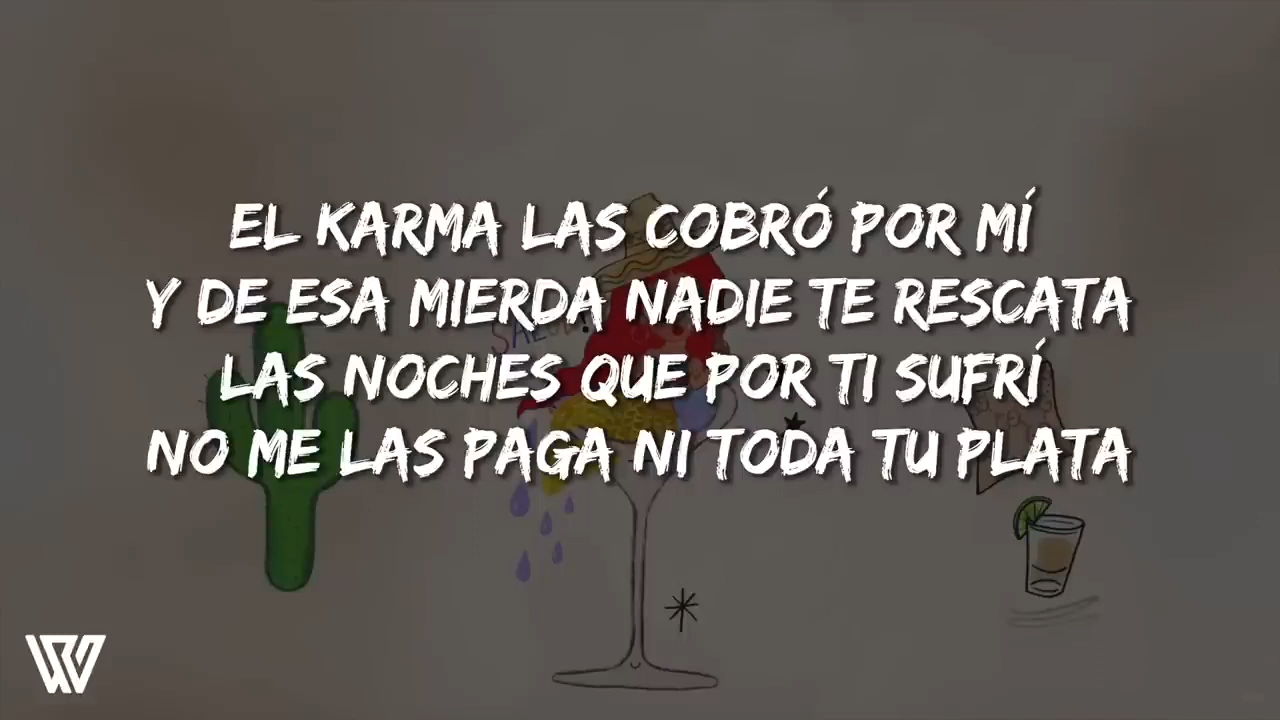 EL KARMA LAS COBRÓ POR MÍ
Y DE ESA MIERDA NADIE TE RESCATA
LAS NOCHES QUE POR TI SUFRÍ
NO ME LAS PAGA NI TODA TU PLATA